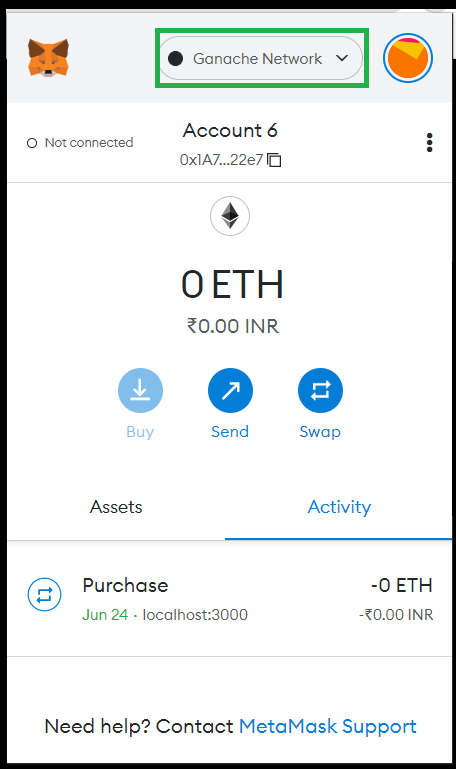 Ganache Network
Not connected
Account 6
0x1A7...22e7
0 ETH
₹0.00 INR
Buy
Send
Swap
Assets
Activity
Purchase
-0 ETH
Jun 24 · localhost:3000
-₹0.00 INR
Need help? Contact MetaMask Support